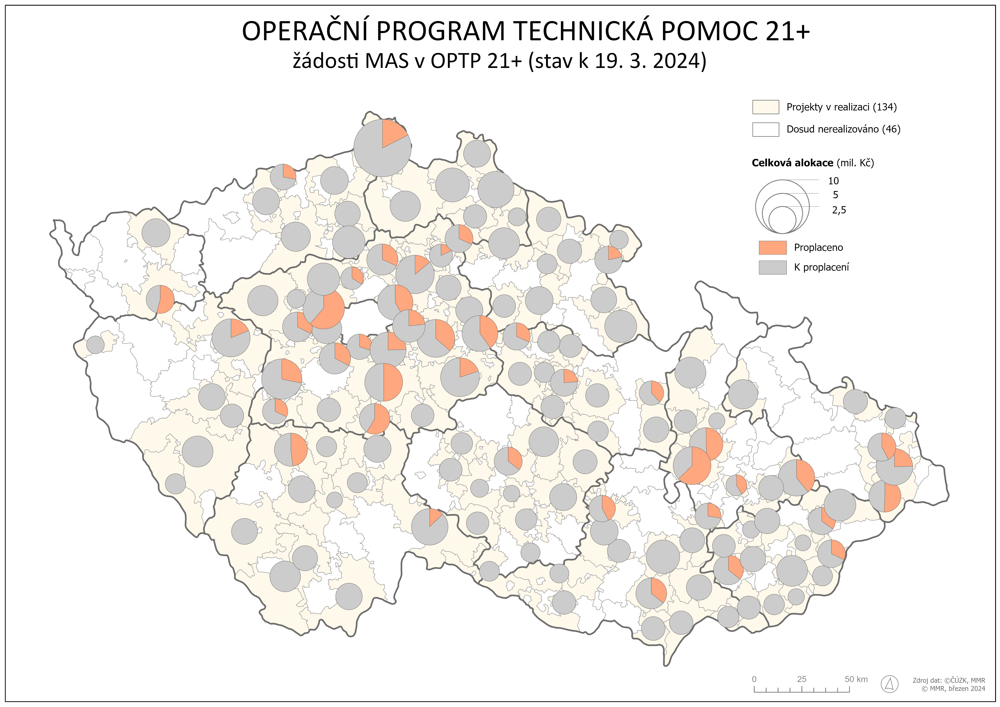 OPERAČNÍ PROGRAM TECHNICKÁ POMOC 21+
žádosti MAS v OPTP 21+ (stav k 19. 3. 2024)
Projekty v realizaci (134)
Dosud nerealizováno (46)
Celková alokace (mil. Kč)
10
5
2,5
Proplaceno
K proplacení
0 25 50 km
Zdroj dat: ©ČÚZK, MMR
© MMR, březen 2024